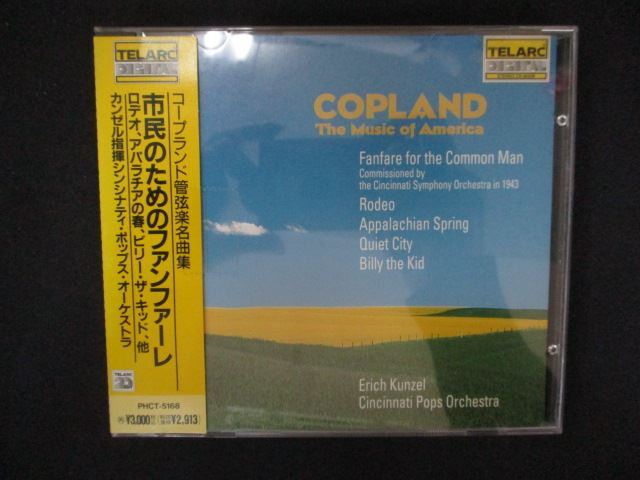 TELARC
DIGITAL
コープランド管弦楽名曲集
市民のためのファンファーレ
ロデオ、アパラチアの春、ビリー・ザ・キッド、他
カンゼル指揮シンシナティ・ポップス・オーケストラ
TELARC
PHCT-5168
¥3,000 ¥2,913
TELARC
DIGITAL
COPLAND
The Music of America
Fanfare for the Common Man
Commissioned by
the Cincinnati Symphony Orchestra in 1943
Rodeo
Appalachian Spring
Quiet City
Billy the Kid
Erich Kunzel
Cincinnati Pops Orchestra